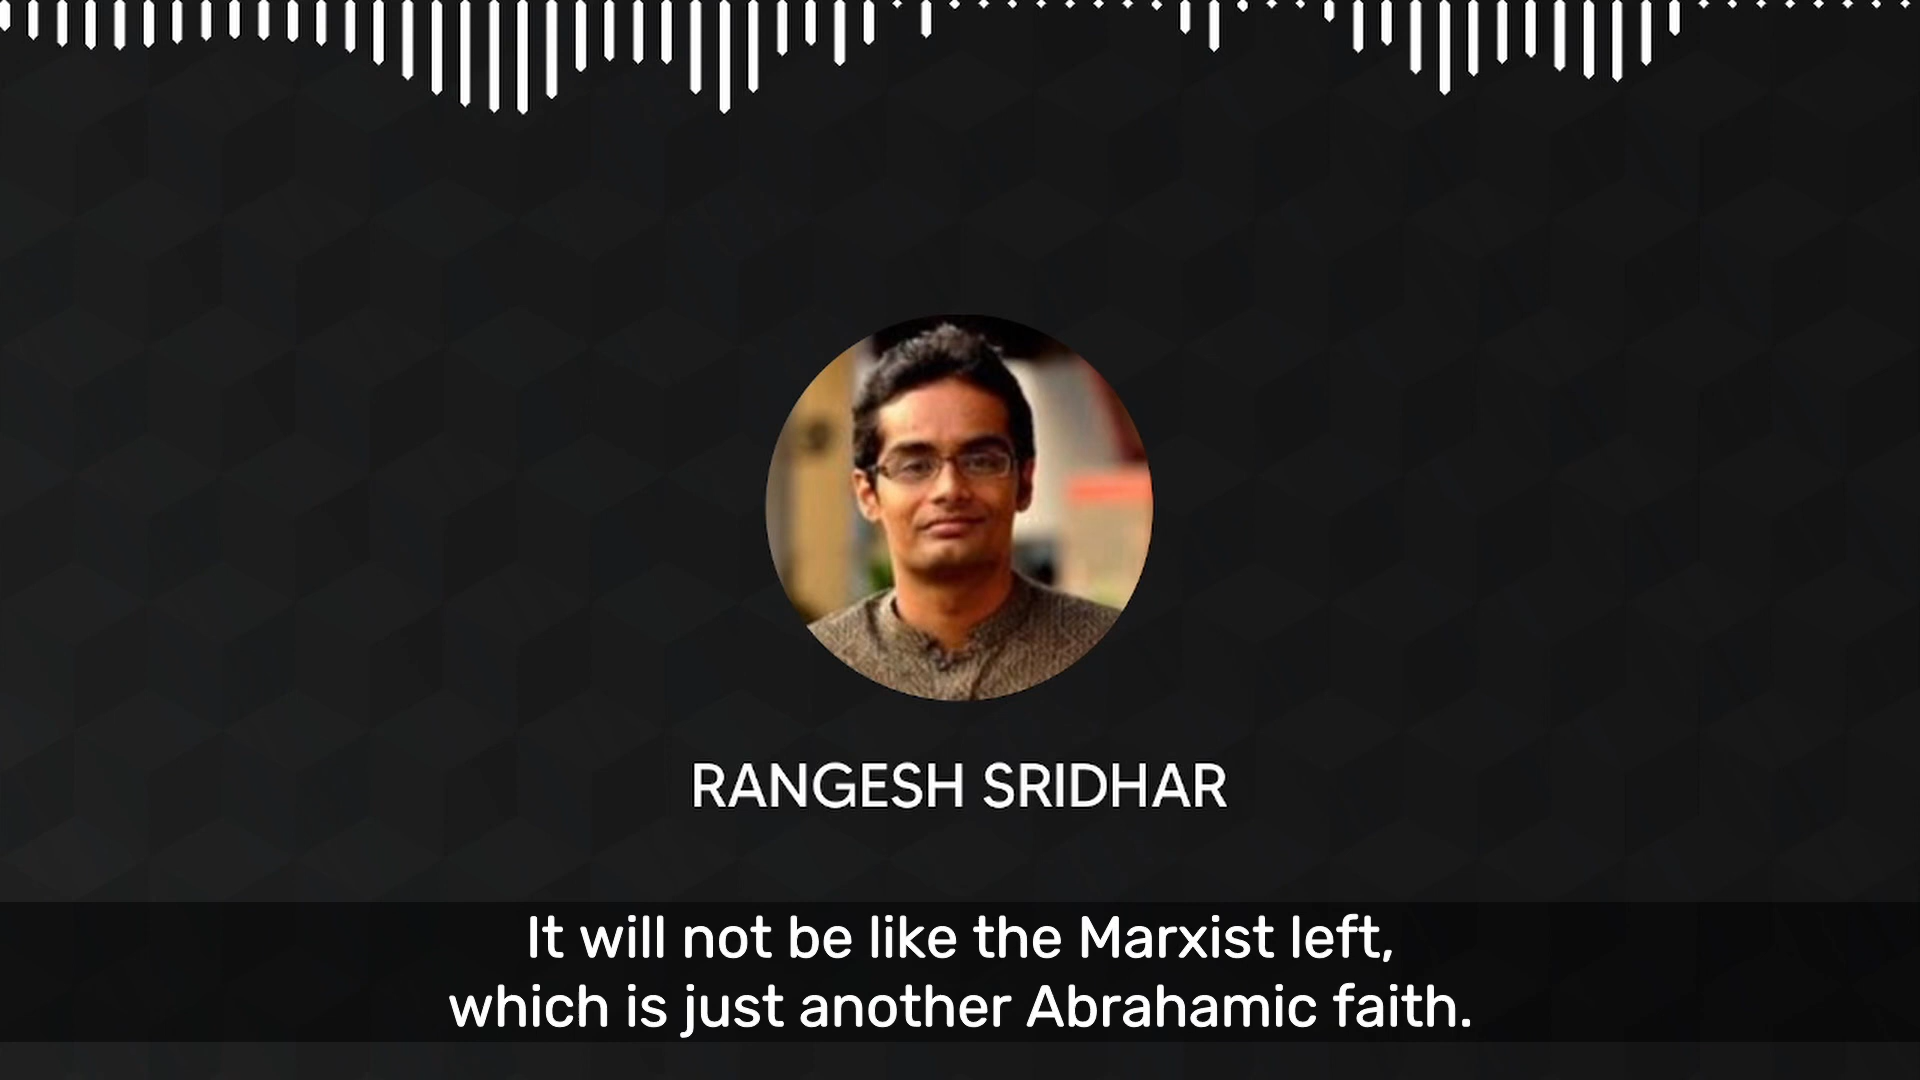 RANGESH SRIDHAR
It will not be like the Marxist left,
which is just another Abrahamic faith.